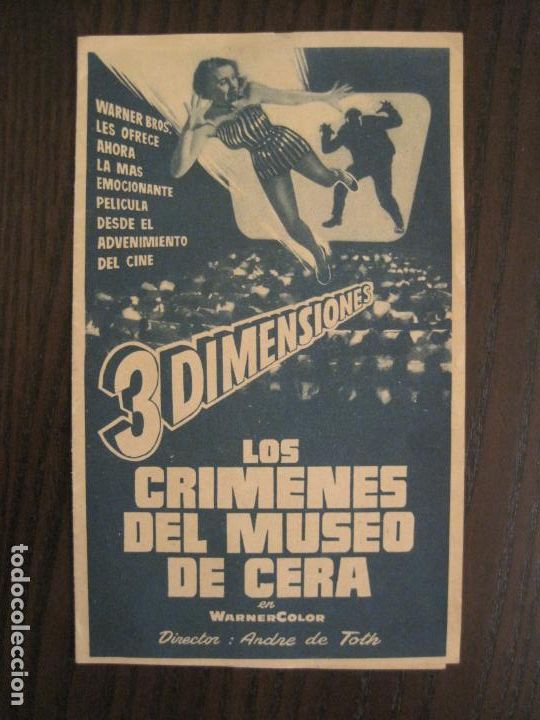 WARNER BROS.
LES OFRECE
AHORA
LA MAS
EMOCIONANTE
PELICULA
DESDE EL
ADVENIMIENTO
DEL CINE
3 DIMENSIONES
LOS
CRIMENES
DEL MUSEO
DE CERA
en
WARNERCOLOR
Director : Andre de Toth
todocoleccion.net